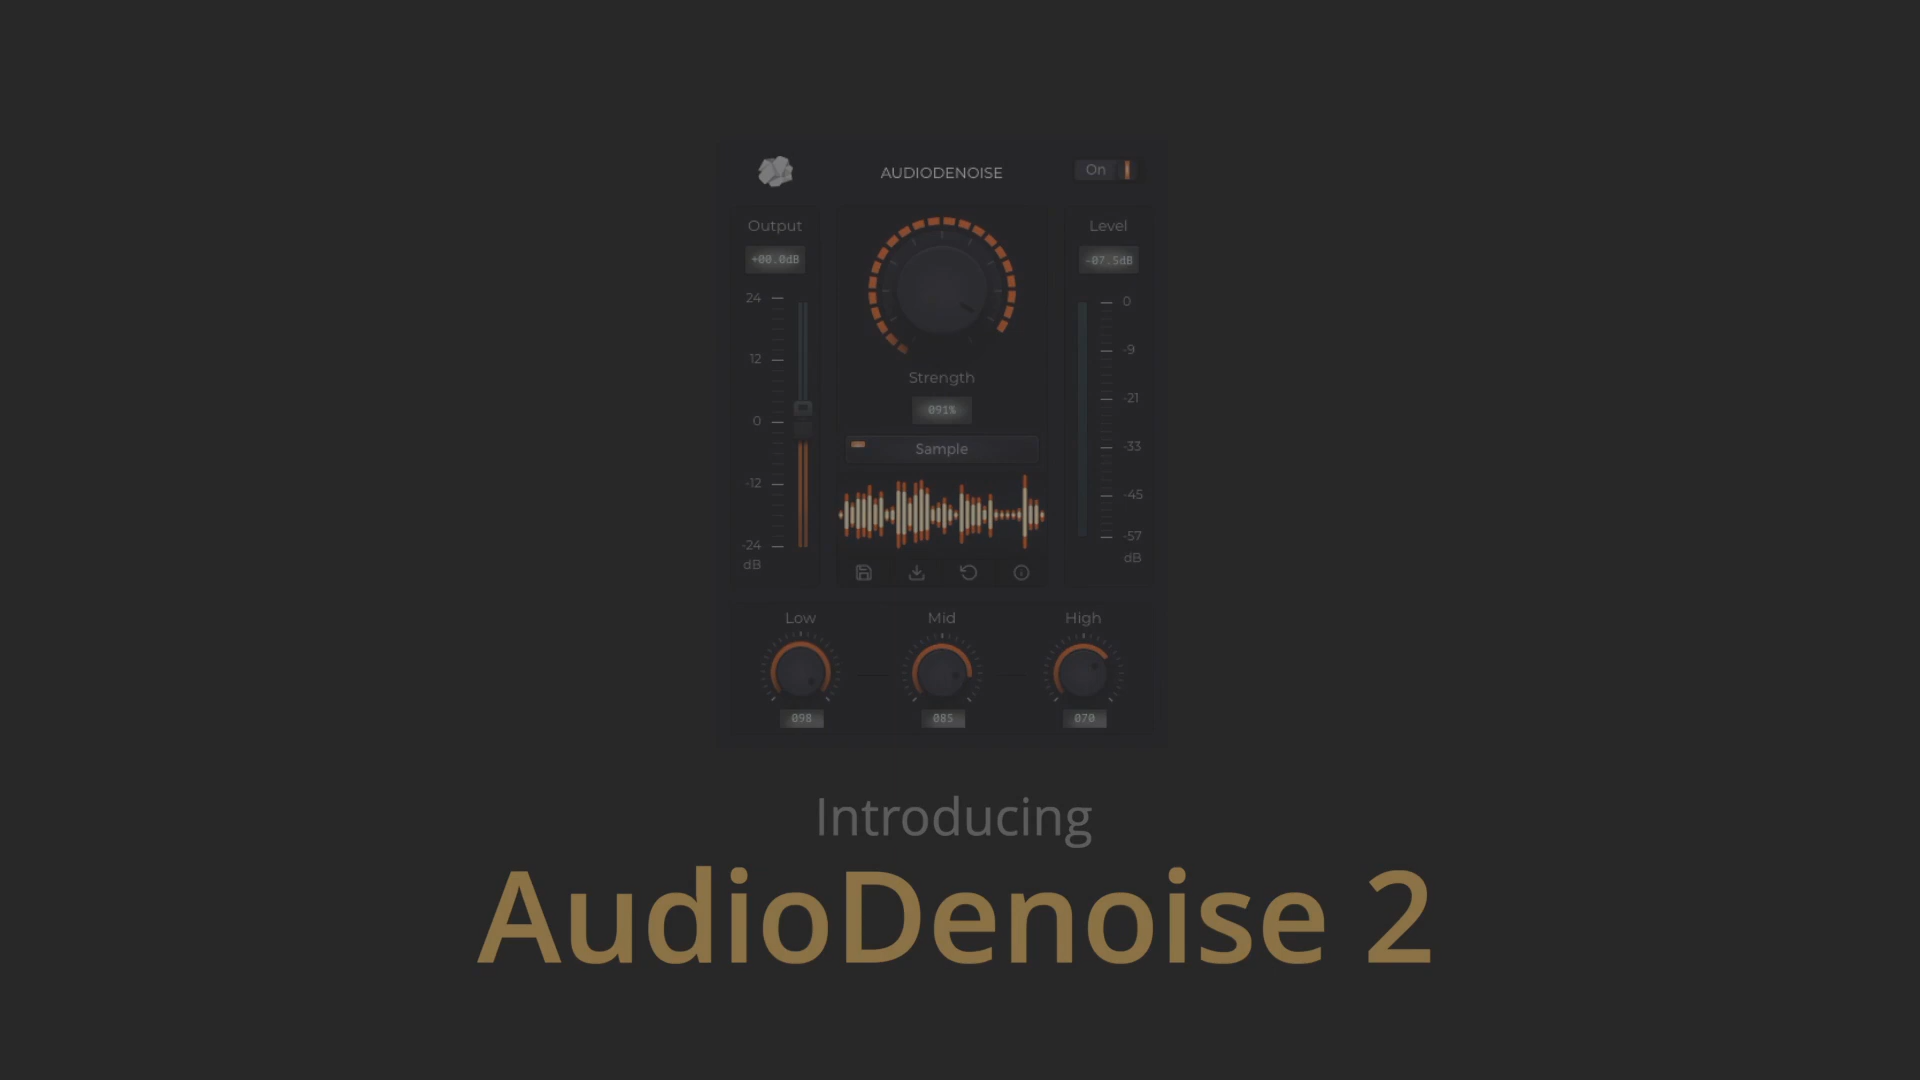 AUDIODENOISE
On
Output
+00.0dB
24
12
0
-12
-24
dB
Strength
091%
Sample
Level
-07.5dB
0
-9
-21
-33
-45
-57
dB
Low
Mid
High
098
085
070
Introducing
AudioDenoise 2